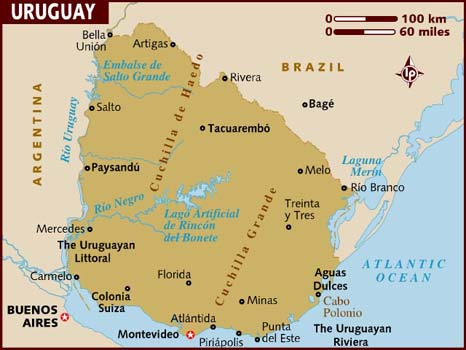 URUGUAY
100 km
60 miles
Bella
Unión
Artigas
Embalse de
Salto Grande
Rivera
BRAZIL
LP
ARGENTINA
Río Uruguay
Salto
Cuchilla de Haedo
Bagé
Tacuarembó
Paysandú
Melo
Laguna
Merín
Río Branco
Río Negro
Lago Artificial
de Rincón
del Bonete
Cuchilla Grande
Treinta
y Tres
Mercedes
The Uruguayan
Littoral
ATLANTIC
OCEAN
Carmelo
Colonia
Suiza
Florida
Aguas
Dulces
Cabo
Polonio
Minas
BUENOS
AIRES
Atlántida
Montevideo
Piriápolis
Punta
del Este
The Uruguayan
Riviera